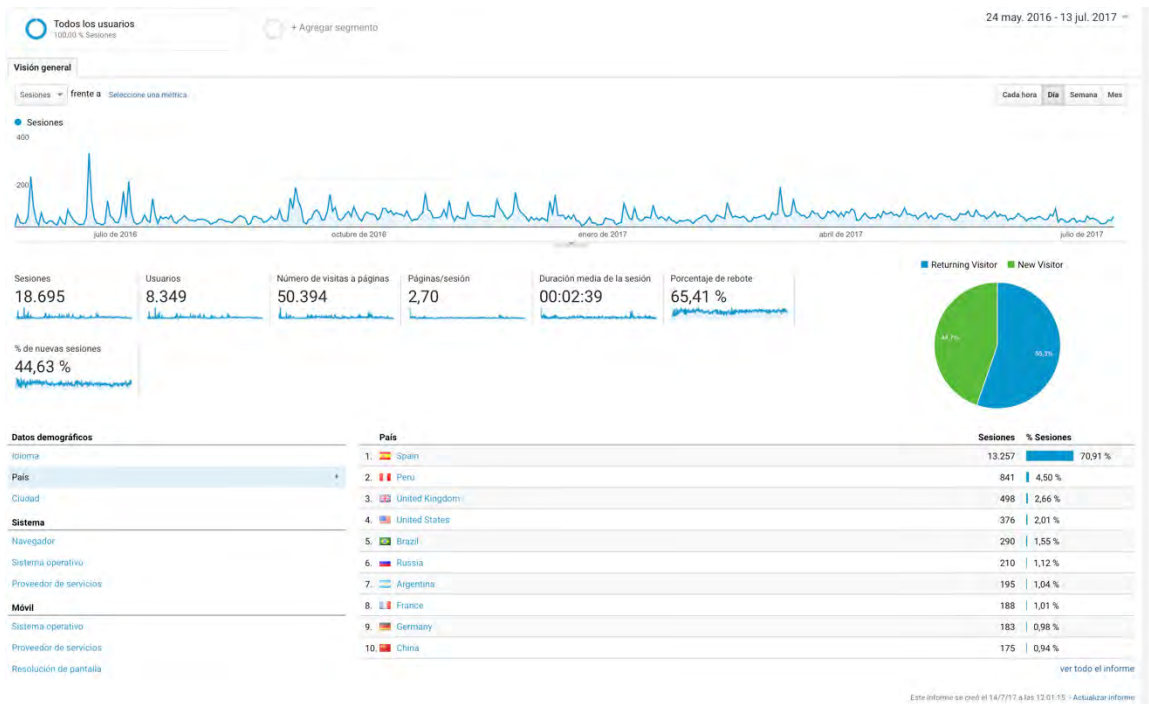 Todos los usuarios
100,00 % Sesiones
+ Agregar segmento
24 may. 2016 - 13 jul. 2017
Visión general
Sesiones frente a Seleccione una métrica
Cada hora Día Semana Mes
Sesiones
400
200
julio de 2016 octubre de 2016 enero de 2017 abril de 2017 julio de 2017
Returning Visitor New Visitor
Sesiones Usuarios Número de visitas a páginas Páginas/sesión Duración media de la sesión Porcentaje de rebote
18.695 8.349 50.394 2,70 00:02:39 65,41 %
% de nuevas sesiones
44,63 %
44,7%
55,3%
Datos demográficos
Idioma
País
Ciudad
Sistema
Navegador
Sistema operativo
Proveedor de servicios
Móvil
Sistema operativo
Proveedor de servicios
Resolución de pantalla
País Sesiones % Sesiones
1. Spain 13.257 70,91 %
2. Peru 841 4,50 %
3. United Kingdom 498 2,66 %
4. United States 376 2,01 %
5. Brazil 290 1,55 %
6. Russia 210 1,12 %
7. Argentina 195 1,04 %
8. France 188 1,01 %
9. Germany 183 0,98 %
10. China 175 0,94 %
ver todo el informe
Este informe se creó el 14/7/17 a las 12:01:15 - Actualizar informe